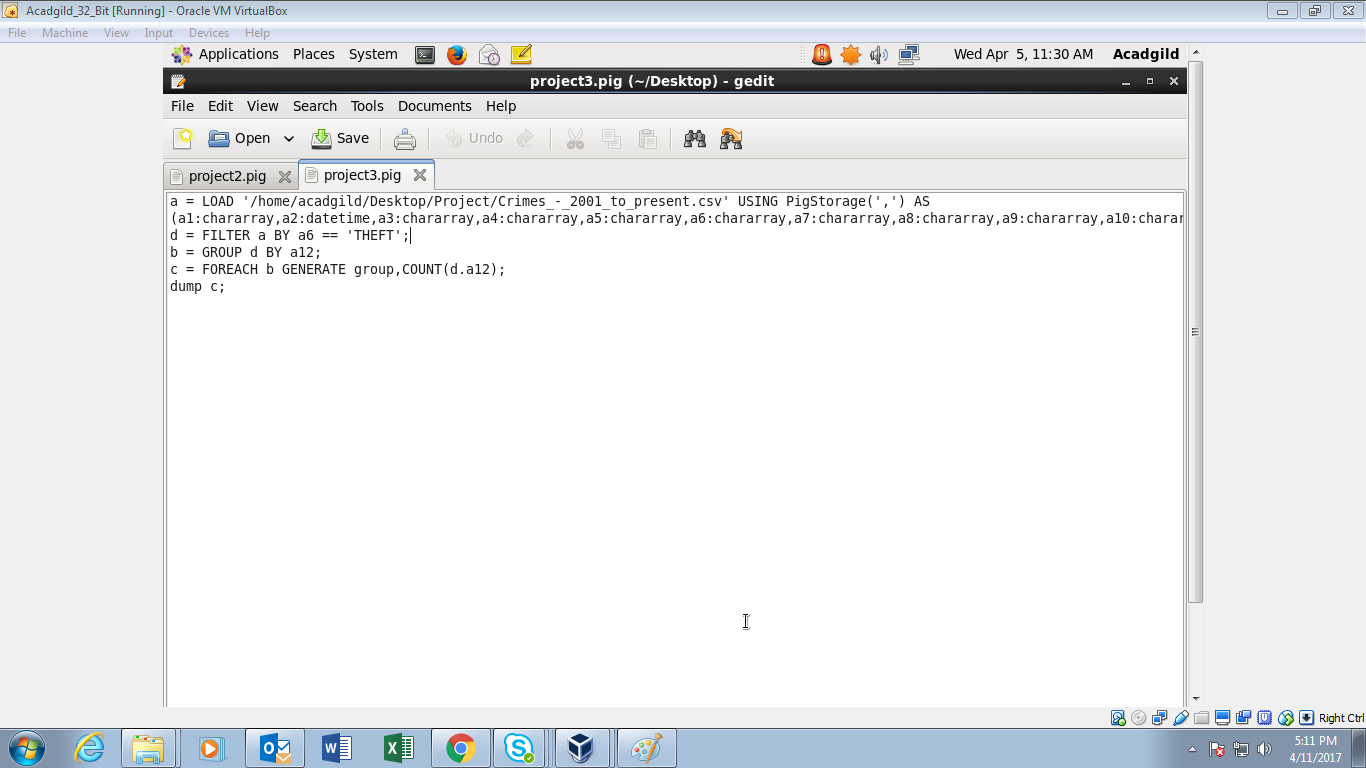 Acadgild_32_Bit [Running] - Oracle VM VirtualBox
File Machine View Input Devices Help
Applications Places System Wed Apr 5, 11:30 AM Acadgild
project3.pig (~/Desktop) - gedit
File Edit View Search Tools Documents Help
Open Save Undo
project2.pig project3.pig
a = LOAD '/home/acadgild/Desktop/Project/Crimes_-_2001_to_present.csv' USING PigStorage(',') AS
(a1:chararray,a2:datetime,a3:chararray,a4:chararray,a5:chararray,a6:chararray,a7:chararray,a8:chararray,a9:chararray,a10:charar
d = FILTER a BY a6 == 'THEFT';
b = GROUP d BY a12;
c = FOREACH b GENERATE group,COUNT(d.a12);
dump c;
Right Ctrl
5:11 PM
4/11/2017